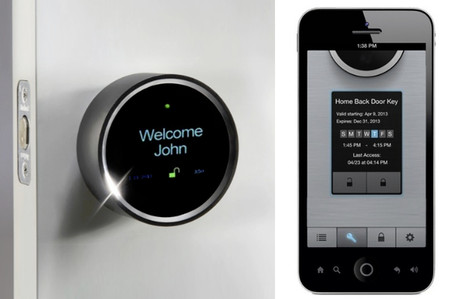 Welcome
John
1:36 PM
Home Back Door Key
Valid starting: Apr 9, 2013
Expires: Dec 31, 2013
S M T W T F S
1:45 PM - 4:15 PM
Last Access:
04/23 at 04:14 PM